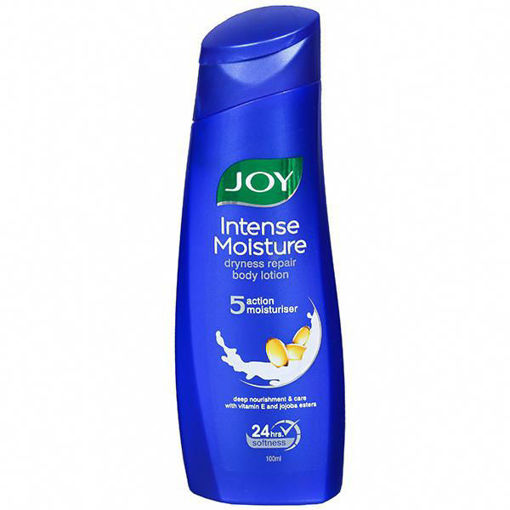 JOY
Intense
Moisture
dryness repair
body lotion
5 action
moisturiser
deep nourishment & care
with vitamin E and jojoba esters
24hrs.
softness
100ml